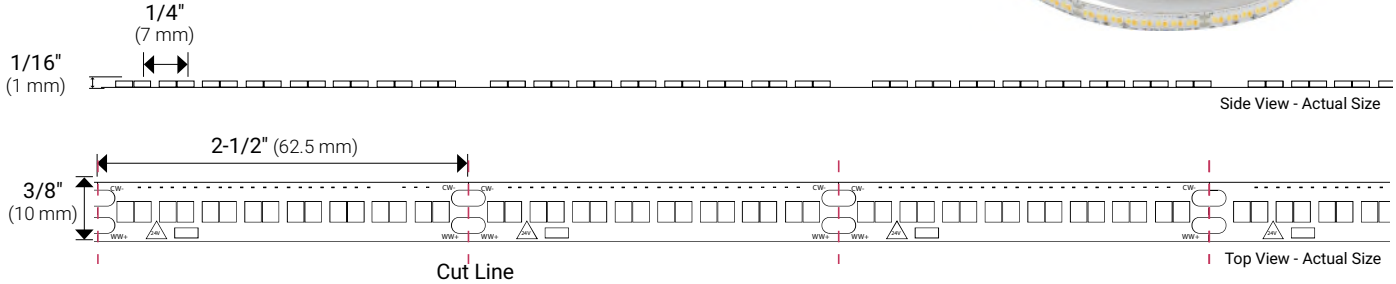 1/4"
(7 mm)
1/16"
(1 mm)
Side View - Actual Size
2-1/2" (62.5 mm)
3/8"
(10 mm)
CW- CW- CW- CW- CW- CW-
WW+ 24V WW+ WW+ 24V WW+ WW+ 24V WW+ 24V
Cut Line
Top View - Actual Size